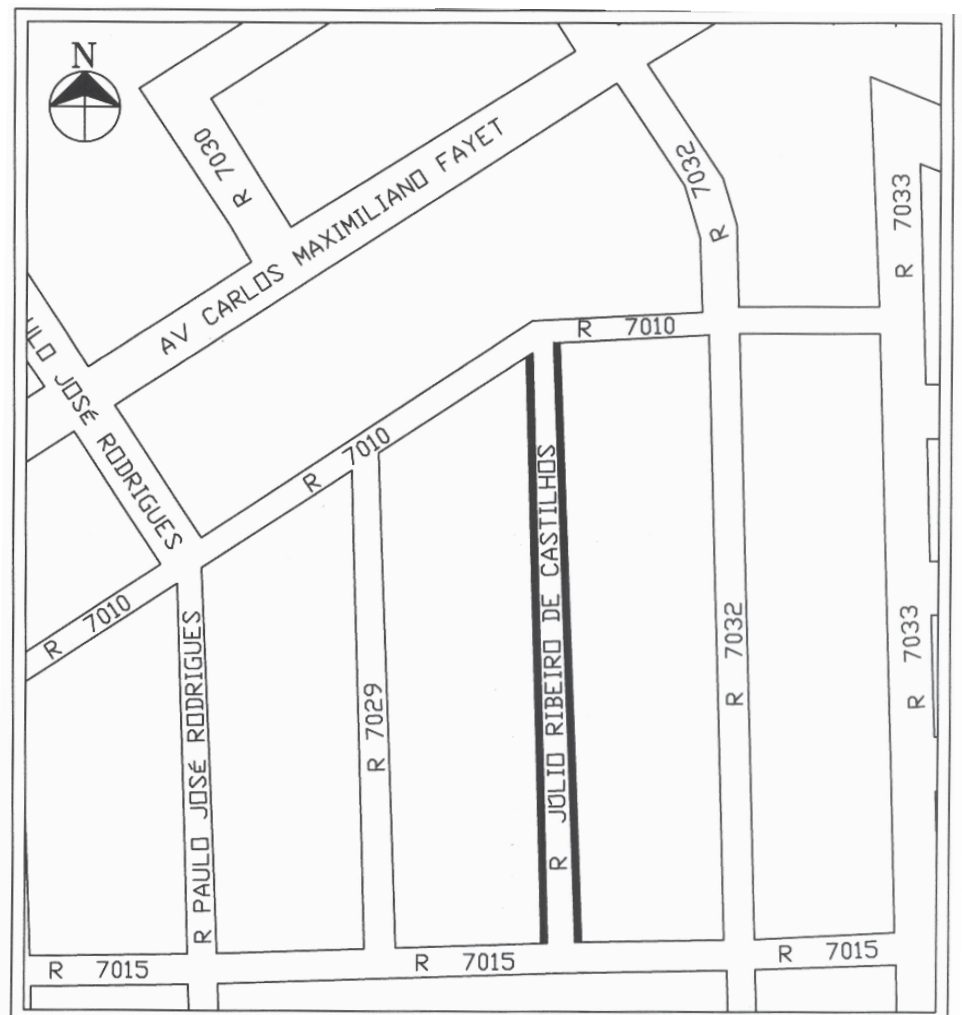 N
R 7030
AV CARLOS MAXIMILIANO FAYET
R 7032
R 7033
R 7010
ULO JOSÉ RODRIGUES
R 7010
R 7010
R PAULO JOSÉ RODRIGUES
R 7029
R JÚLIO RIBEIRO DE CASTILHOS
R 7032
R 7033
R 7015
R 7015
R 7015